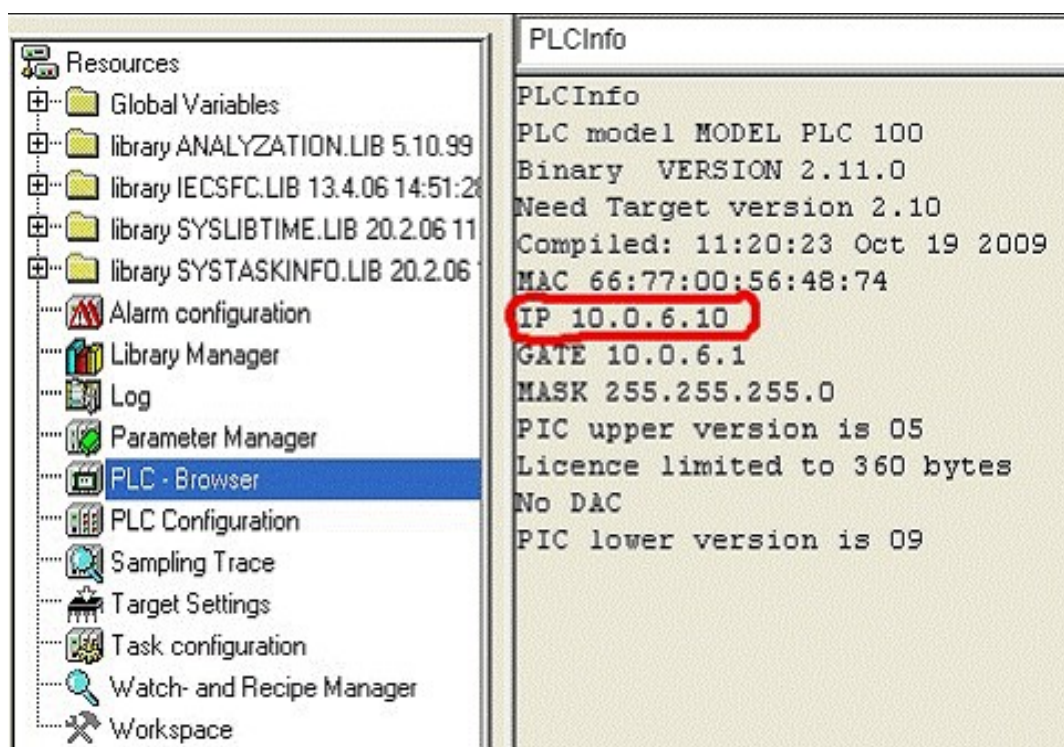 Resources
Global Variables
library ANALYZATION.LIB 5.10.99
library IECSFC.LIB 13.4.06 14:51:28
library SYSLIBTIME.LIB 20.2.06 11
library SYSTASKINFO.LIB 20.2.06
Alarm configuration
Library Manager
Log
Parameter Manager
PLC - Browser
PLC Configuration
Sampling Trace
Target Settings
Task configuration
Watch- and Recipe Manager
Workspace
PLCInfo
PLCInfo
PLC model MODEL PLC 100
Binary  VERSION 2.11.0
Need Target version 2.10
Compiled: 11:20:23 Oct 19 2009
MAC 66:77:00:56:48:74
IP 10.0.6.10
GATE 10.0.6.1
MASK 255.255.255.0
PIC upper version is 05
Licence limited to 360 bytes
No DAC
PIC lower version is 09